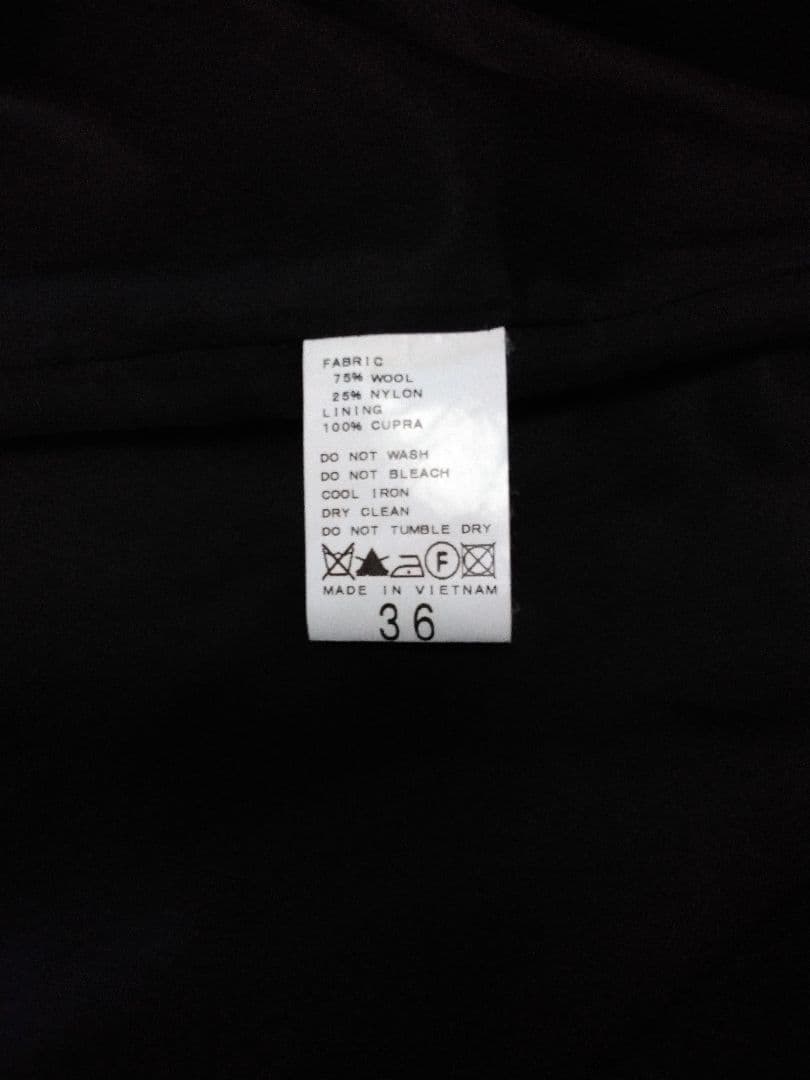 FABRIC
75% WOOL
25% NYLON
LINING
100% CUPRA
DO NOT WASH
DO NOT BLEACH
COOL IRON
DRY CLEAN
DO NOT TUMBLE DRY
F
MADE IN VIETNAM
36